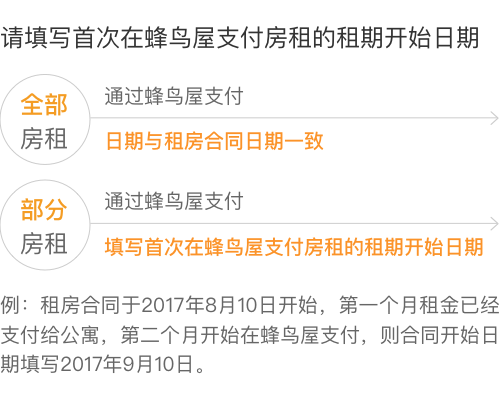 请填写首次在蜂鸟屋支付房租的租期开始日期
全部
房租
通过蜂鸟屋支付
日期与租房合同日期一致
部分
房租
通过蜂鸟屋支付
填写首次在蜂鸟屋支付房租的租期开始日期
例：租房合同于2017年8月10日开始，第一个月租金已经
支付给公寓，第二个月开始在蜂鸟屋支付，则合同开始日
期填写2017年9月10日。